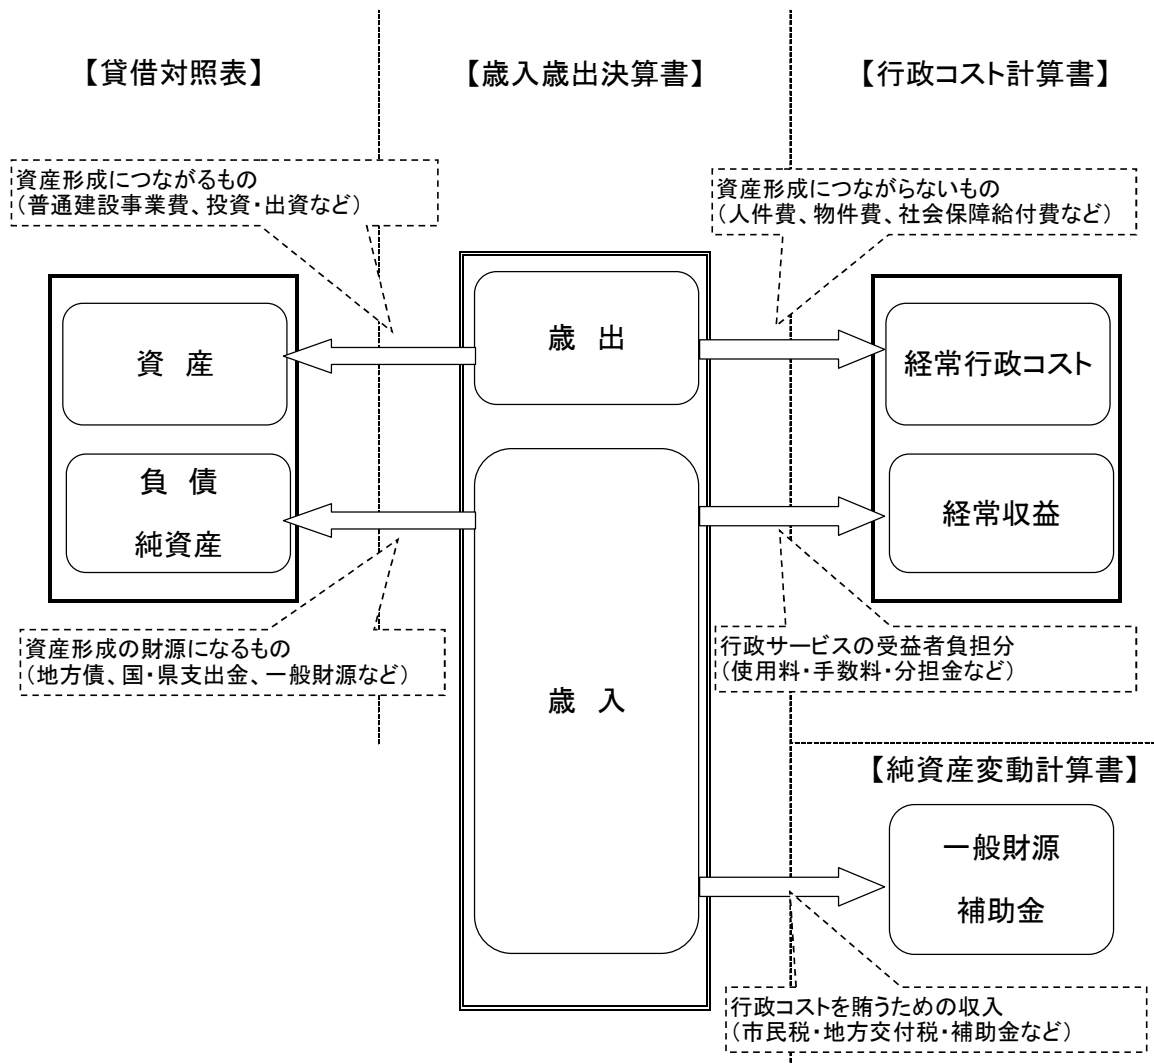 【貸借対照表】
【歳入歳出決算書】
【行政コスト計算書】
資産形成につながるもの
（普通建設事業費、投資・出資など）
資産形成につながらないもの
（人件費、物件費、社会保障給付費など）
資　産
歳　出
経常行政コスト
負　債
純資産
経常収益
資産形成の財源になるもの
（地方債、国・県支出金、一般財源など）
行政サービスの受益者負担分
（使用料・手数料・分担金など）
歳　入
【純資産変動計算書】
一般財源
補助金
行政コストを賄うための収入
（市民税・地方交付税・補助金など）